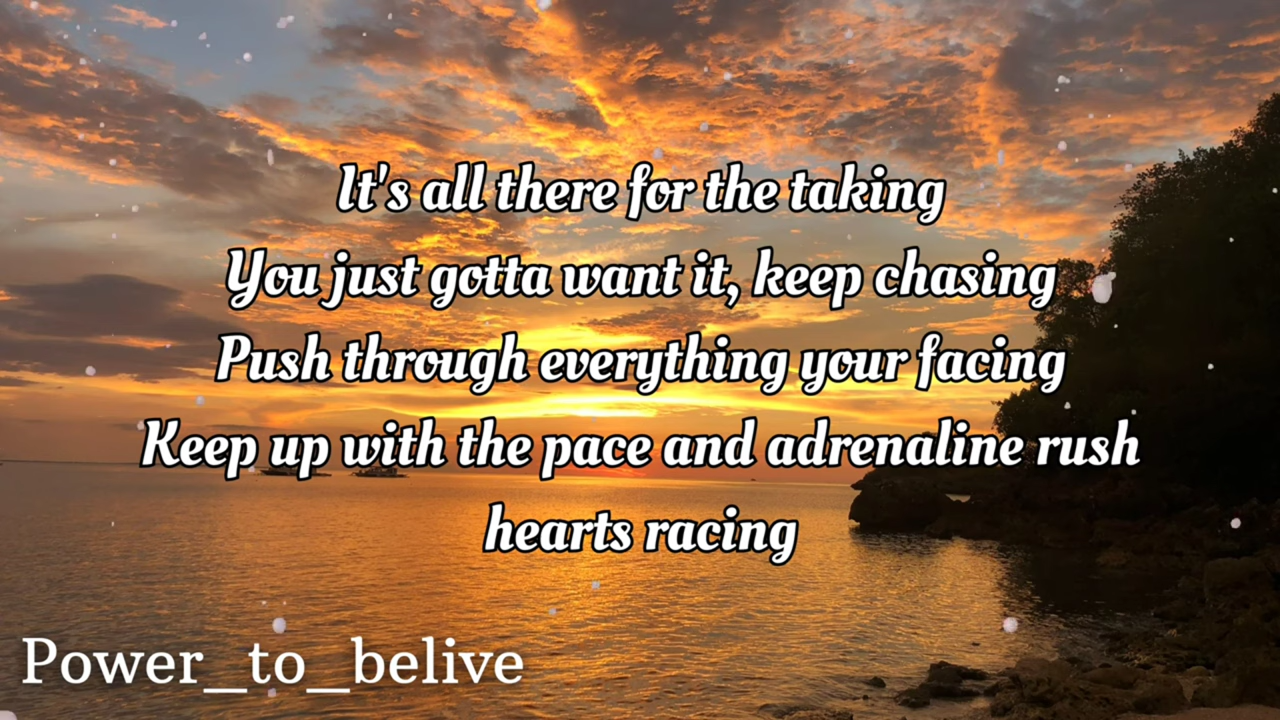 It's all there for the taking
You just gotta want it, keep chasing
Push through everything your facing
Keep up with the pace and adrenaline rush
hearts racing
Power_to_belive